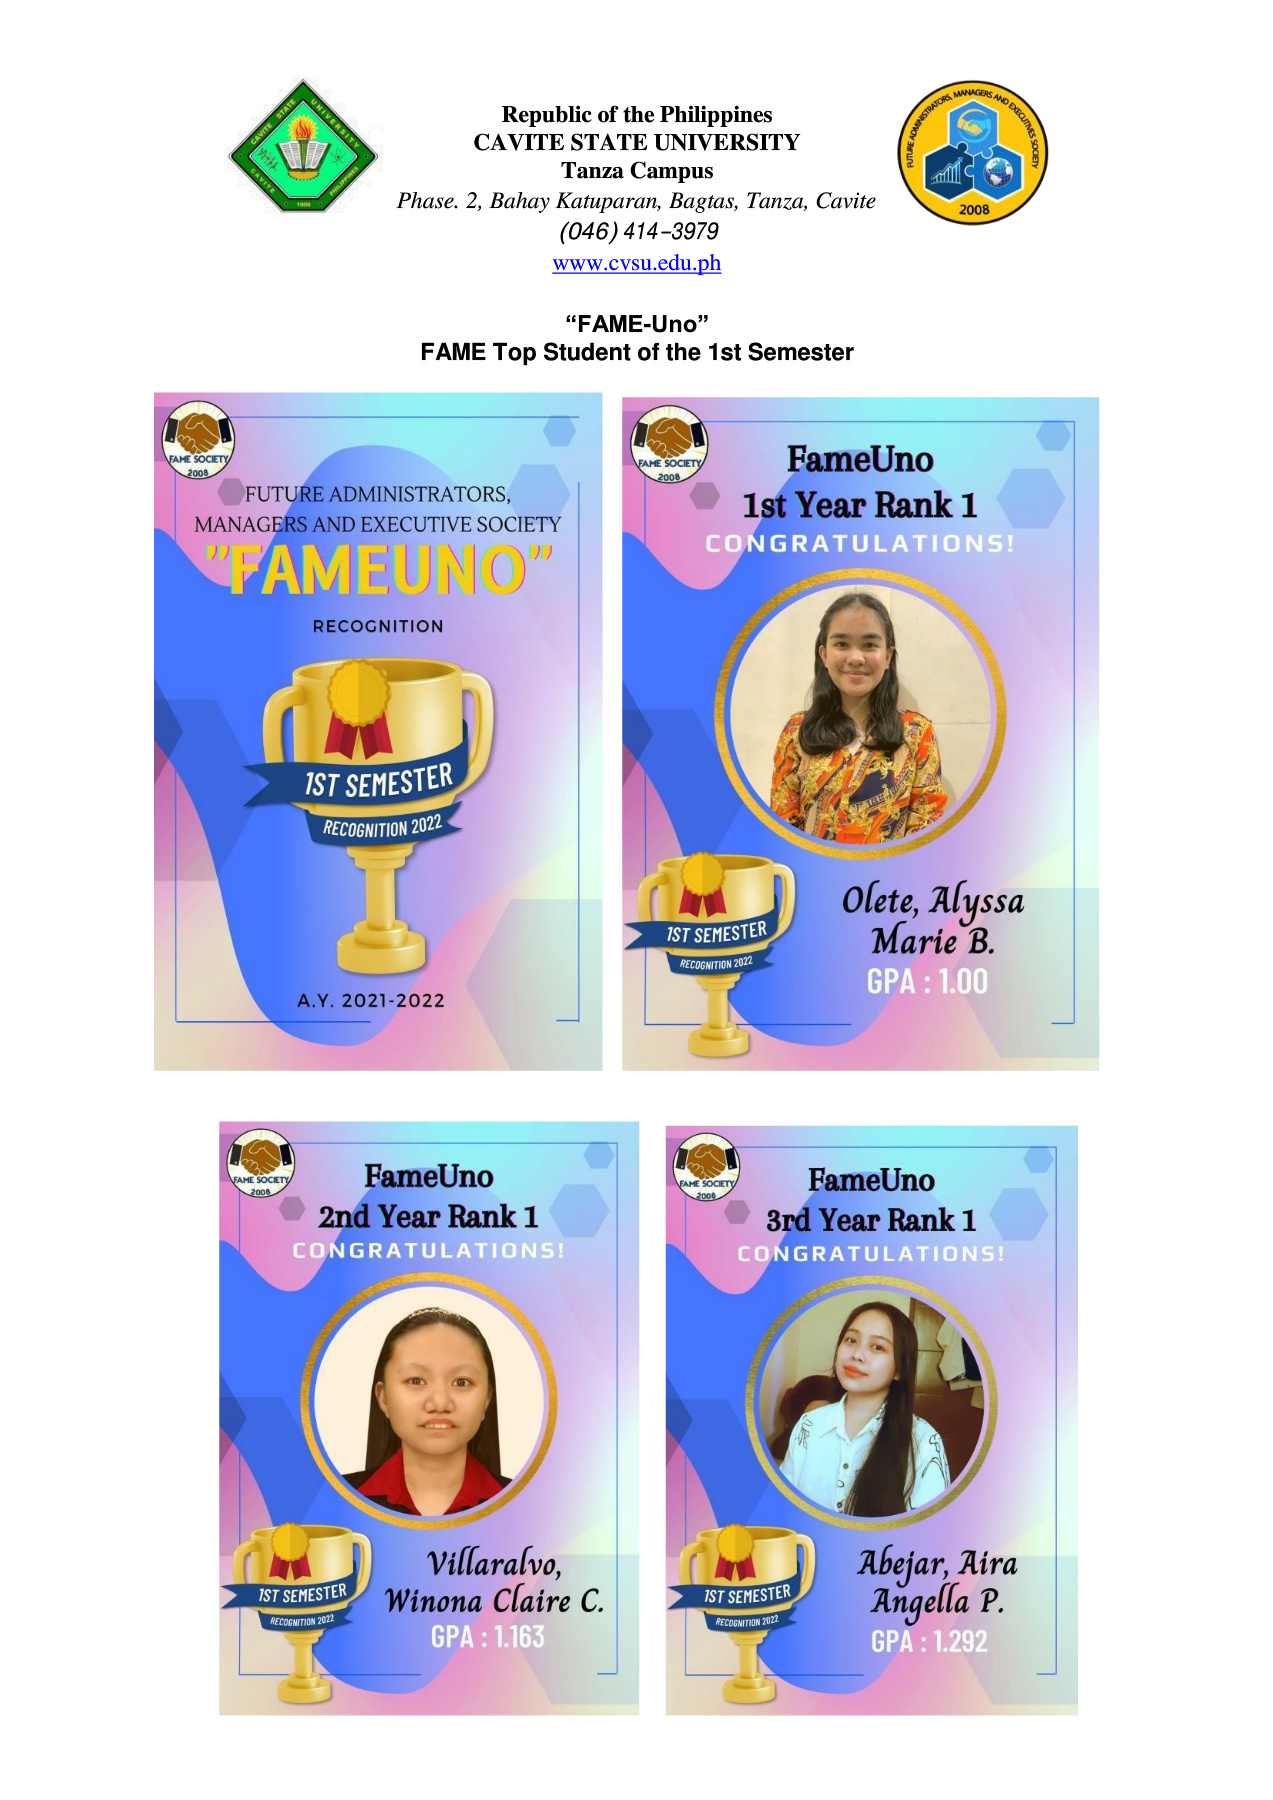 Republic of the Philippines
CAVITE STATE UNIVERSITY
Tanza Campus
Phase. 2, Bahay Katuparan, Bagtas, Tanza, Cavite
(046) 414-3979
www.cvsu.edu.ph
CAVITE STATE UNIVERSITY
CAVITE
PHILIPPINES
1906
FUTURE ADMINISTRATORS, MANAGERS AND EXECUTIVES SOCIETY
2008
“FAME-Uno”
FAME Top Student of the 1st Semester
FAME SOCIETY
2008
FUTURE ADMINISTRATORS,
MANAGERS AND EXECUTIVE SOCIETY
"FAMEUNO"
RECOGNITION
1ST SEMESTER
RECOGNITION 2022
A.Y. 2021-2022
FAME SOCIETY
2008
FameUno
1st Year Rank 1
CONGRATULATIONS!
1ST SEMESTER
RECOGNITION 2022
Olete, Alyssa
Marie B.
GPA : 1.00
FAME SOCIETY
2008
FameUno
2nd Year Rank 1
CONGRATULATIONS!
1ST SEMESTER
RECOGNITION 2022
Villaralvo,
Winona Claire C.
GPA : 1.163
FAME SOCIETY
2008
FameUno
3rd Year Rank 1
CONGRATULATIONS!
1ST SEMESTER
RECOGNITION 2022
Abejar, Aira
Angella P.
GPA : 1.292